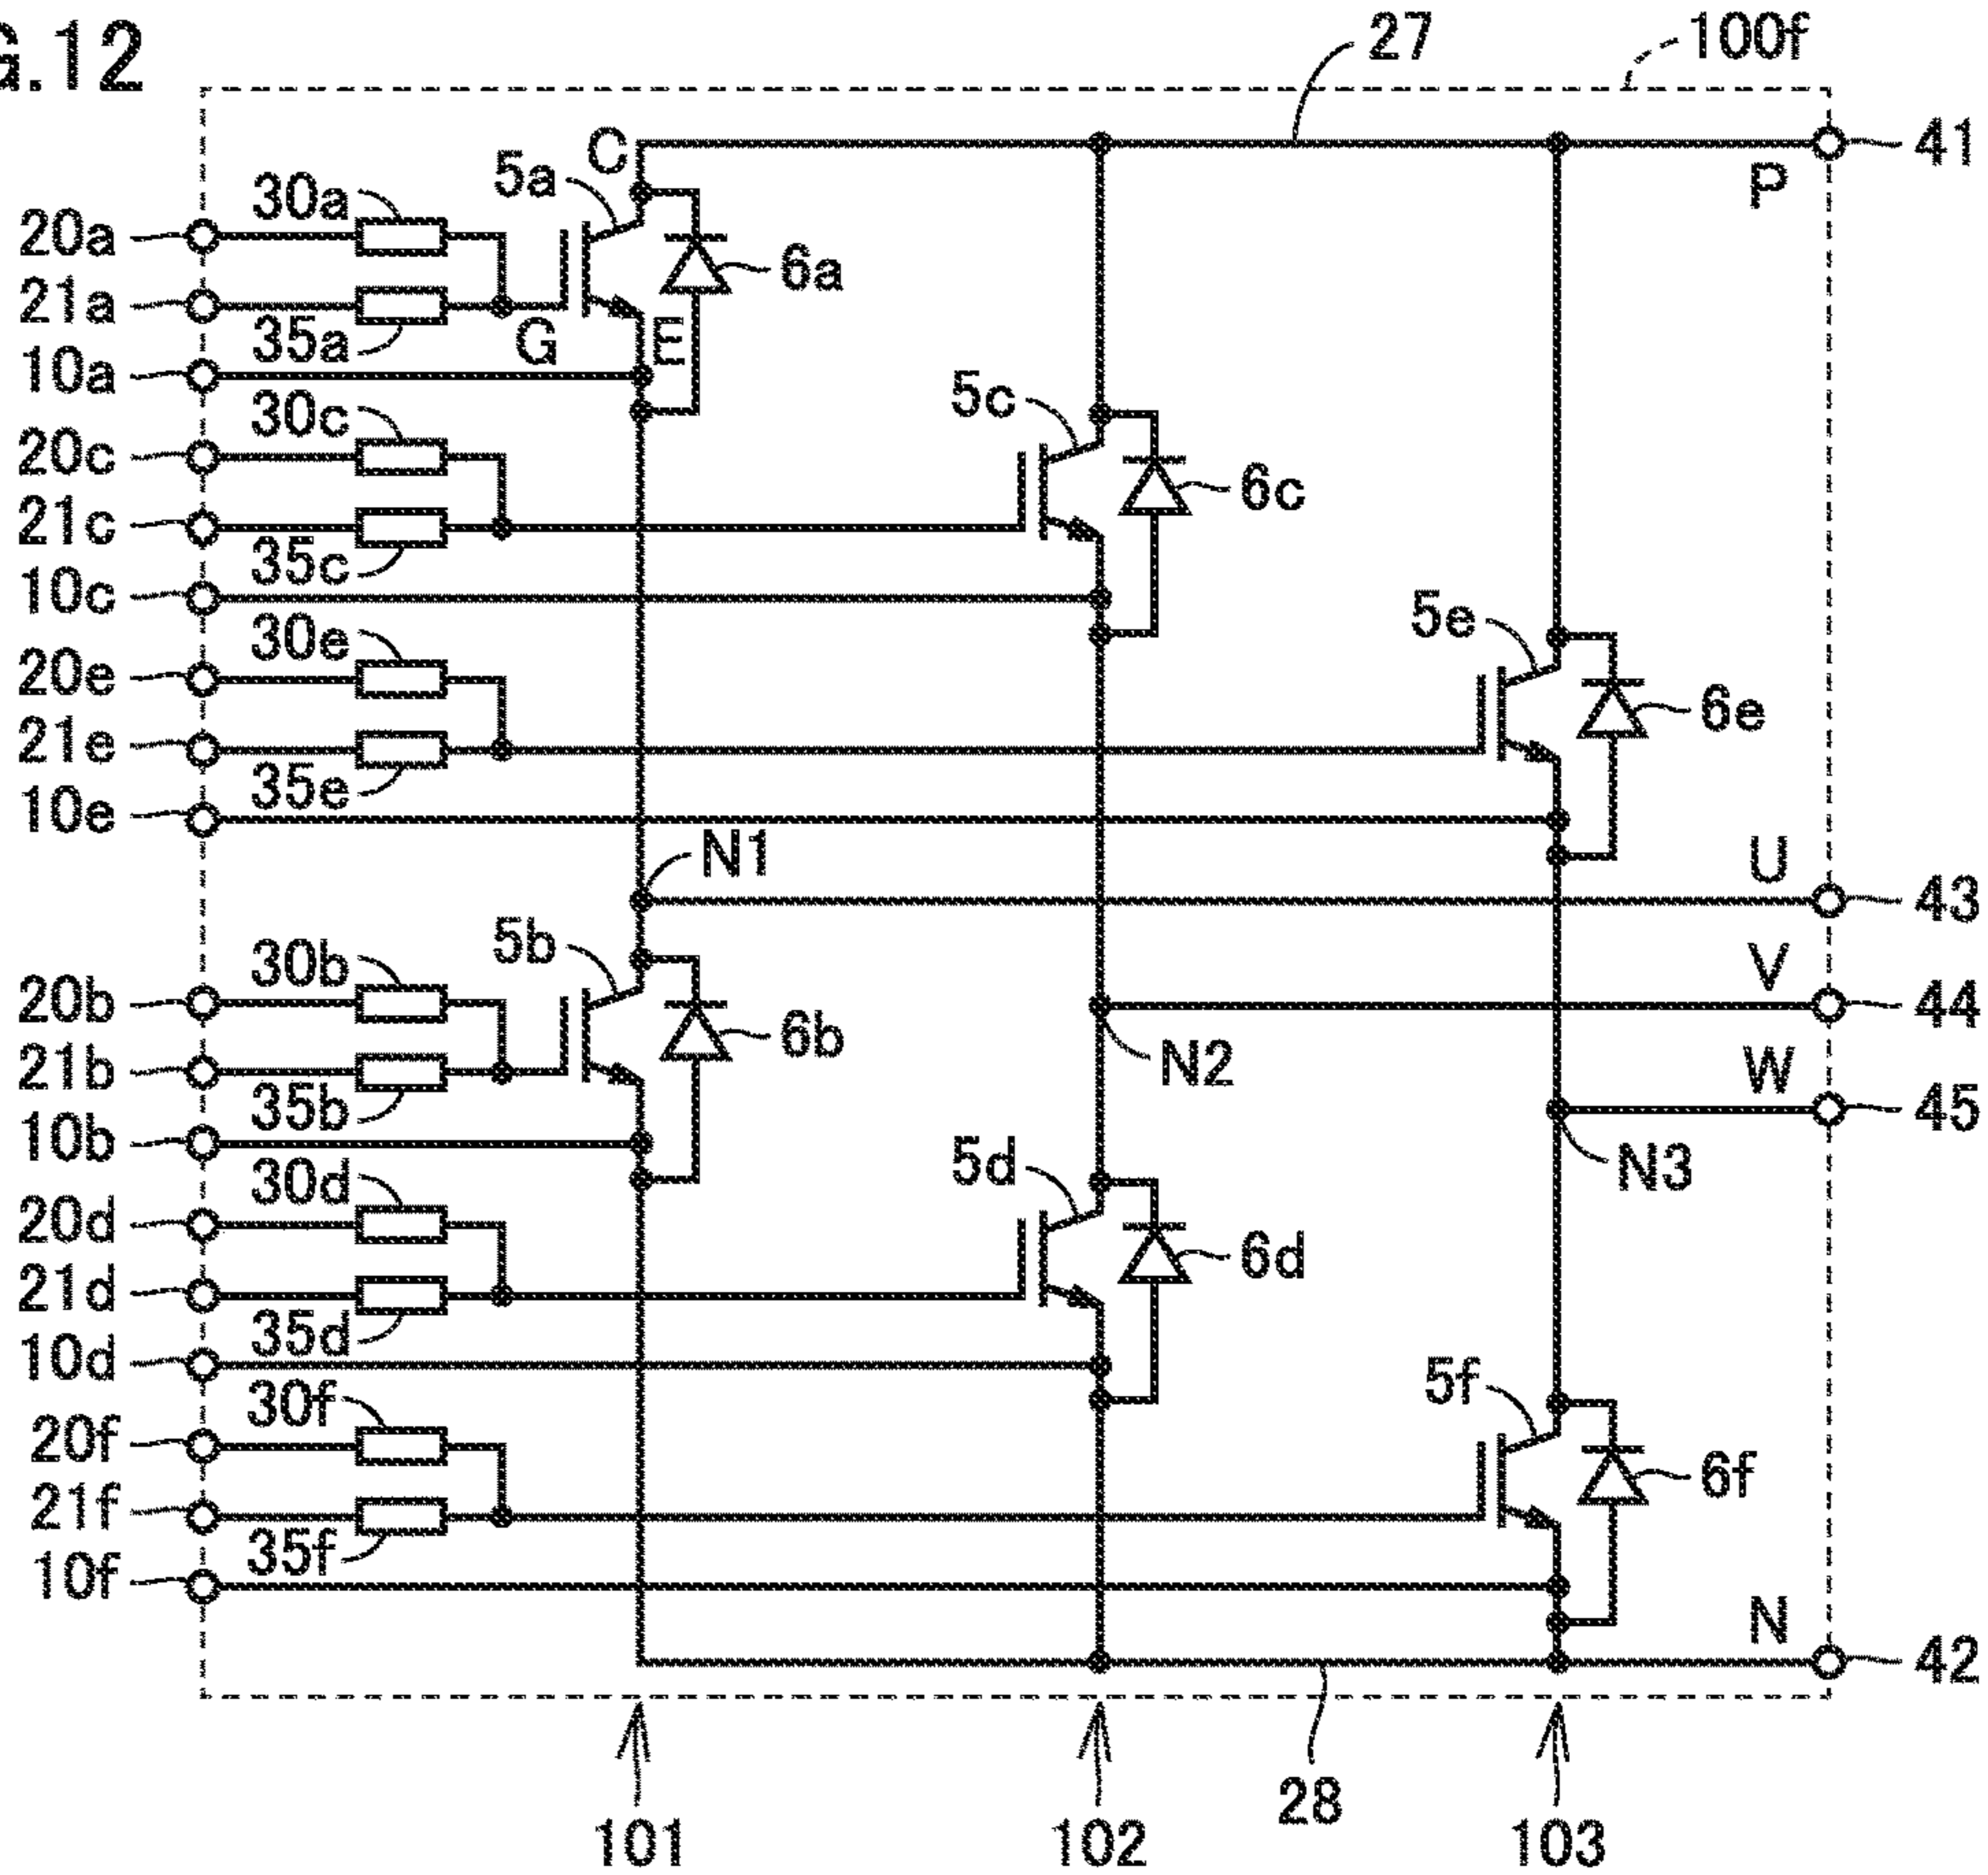 G.12
27
100f
C
41
5a
P
30a
20a
6a
21a
35a
G
E
10a
5c
30c
20c
6c
21c
35c
10c
5e
30e
20e
6e
21e
35e
10e
N1
U
43
5b
30b
V
20b
6b
44
N2
21b
W
35b
45
10b
5d
N3
30d
20d
6d
21d
35d
10d
5f
30f
20f
6f
21f
35f
10f
N
42
28
101
102
103